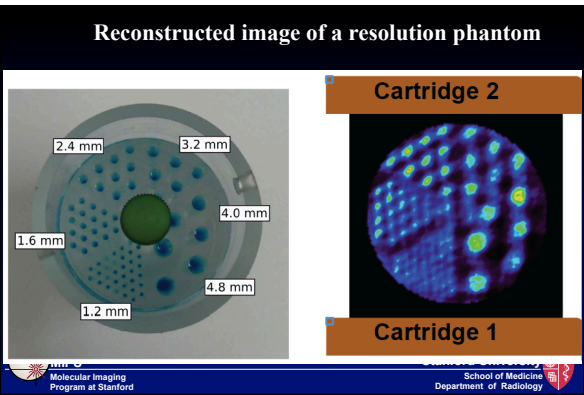 Reconstructed image of a resolution phantom
Cartridge 2
2.4 mm
3.2 mm
4.0 mm
1.6 mm
4.8 mm
1.2 mm
Cartridge 1
Molecular Imaging
Program at Stanford
School of Medicine
Department of Radiology